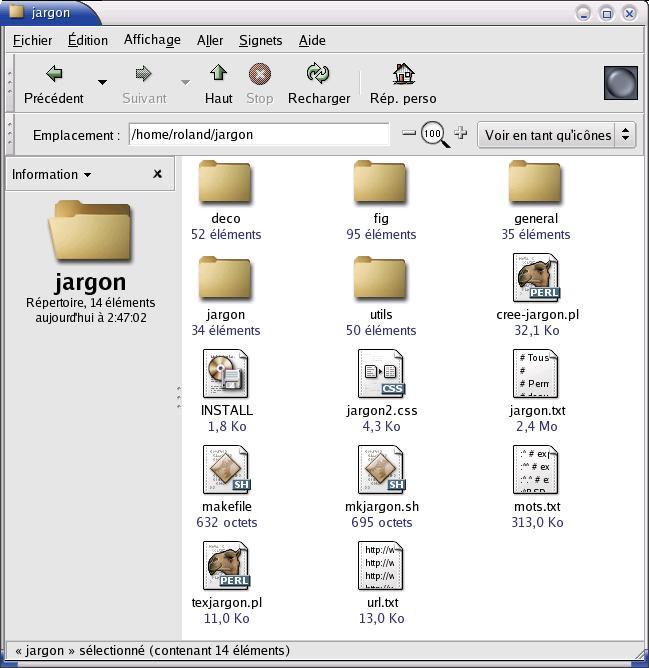 jargon
Fichier Édition Affichage Aller Signets Aide
Précédent Suivant Haut Stop Recharger Rép. perso
Emplacement : /home/roland/jargon 100 Voir en tant qu'icônes
Information
jargon
Répertoire, 14 éléments
aujourd'hui à 2:47:02
deco fig general
52 éléments 95 éléments 35 éléments
PERL
jargon utils cree-jargon.pl
34 éléments 50 éléments 32,1 Ko
CSS
# Tous
#
# Perm
INSTALL jargon2.css jargon.txt
1,8 Ko 4,3 Ko 2,4 Mo
SH SH
makefile mkjargon.sh mots.txt
632 octets 695 octets 313,0 Ko
PERL
http://w
http://w
http://w
texjargon.pl url.txt
11,0 Ko 13,0 Ko
« jargon » sélectionné (contenant 14 éléments)